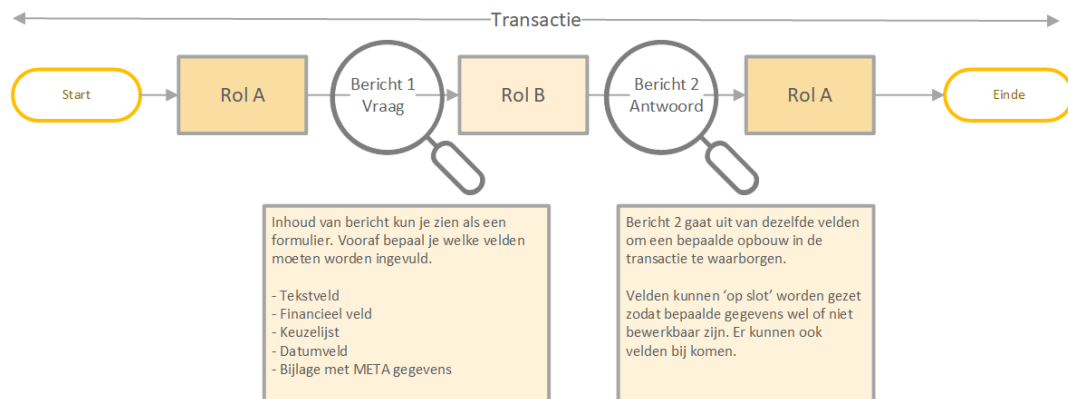 Transactie
Start
Rol A
Bericht 1
Vraag
Rol B
Bericht 2
Antwoord
Rol A
Einde
Inhoud van bericht kun je zien als een
formulier. Vooraf bepaal je welke velden
moeten worden ingevuld.
- Tekstveld
- Financieel veld
- Keuzelijst
- Datumveld
- Bijlage met META gegevens
Bericht 2 gaat uit van dezelfde velden
om een bepaalde opbouw in de
transactie te waarborgen.
Velden kunnen ‘op slot’ worden gezet
zodat bepaalde gegevens wel of niet
bewerkbaar zijn. Er kunnen ook
velden bij komen.